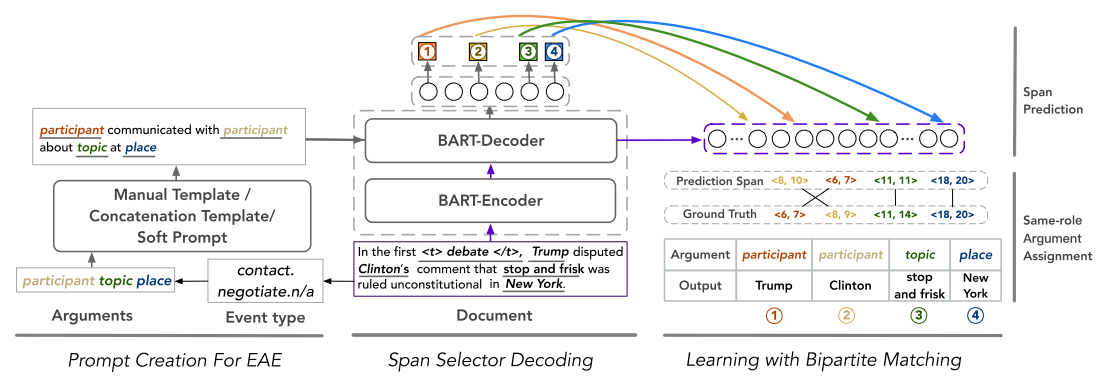 ① ② ③ ④
Span
Prediction
participant communicated with participant
about topic at place
BART-Decoder
BART-Encoder
Manual Template /
Concatenation Template/
Soft Prompt
participant topic place
contact.
negotiate.n/a
In the first <t> debate </t>, Trump disputed
Clinton's comment that stop and frisk was
ruled unconstitutional in New York.
Arguments
Event type
Document
Prediction Span <8, 10> <6, 7> <11, 11> <18, 20>
Ground Truth <6, 7> <8, 9> <11, 14> <18, 20>
Same-role
Argument
Assignment
Argument participant participant topic place
Output Trump Clinton stop and frisk New York
① ② ③ ④
Prompt Creation For EAE
Span Selector Decoding
Learning with Bipartite Matching